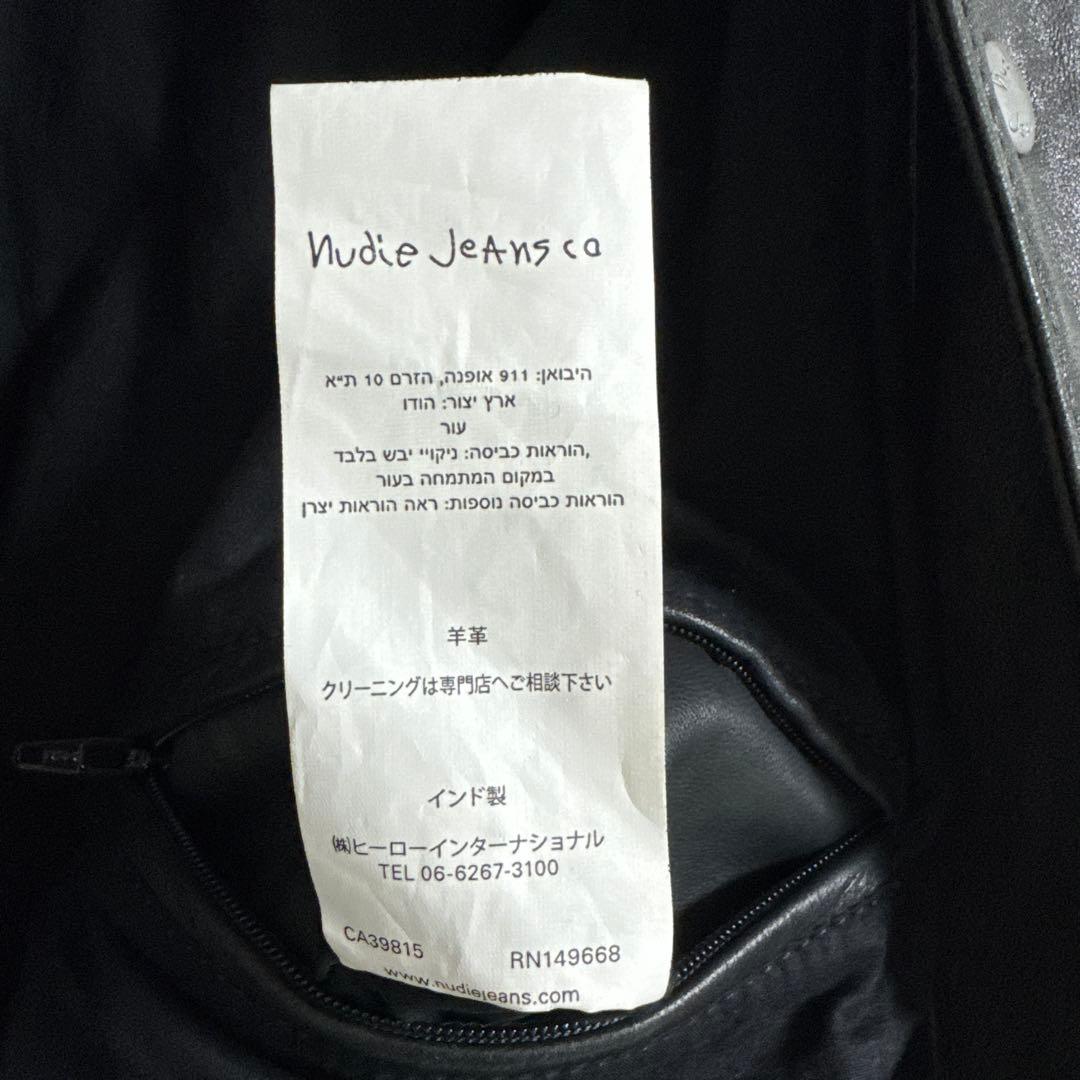 nudie jeans co
היבואן: 911 אופנה, הזרם 10 ת״א
ארץ יצור: הודו
עור
הוראות כביסה: ניקויי יבש בלבד,
במקום המתמחה בעור
הוראות כביסה נוספות: ראה הוראות יצרן
羊革
クリーニングは専門店へご相談下さい
インド製
㈱ヒーローインターナショナル
TEL 06-6267-3100
CA39815 RN149668
www.nudiejeans.com